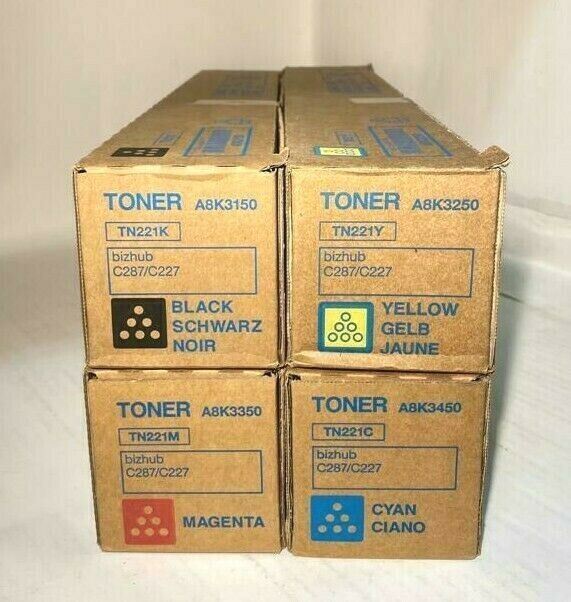 TONER A8K3150
TN221K
bizhub
C287/C227
BLACK
SCHWARZ
NOIR
TONER A8K3250
TN221Y
bizhub
C287/C227
YELLOW
GELB
JAUNE
TONER A8K3350
TN221M
bizhub
C287/C227
MAGENTA
TONER A8K3450
TN221C
bizhub
C287/C227
CYAN
CIANO